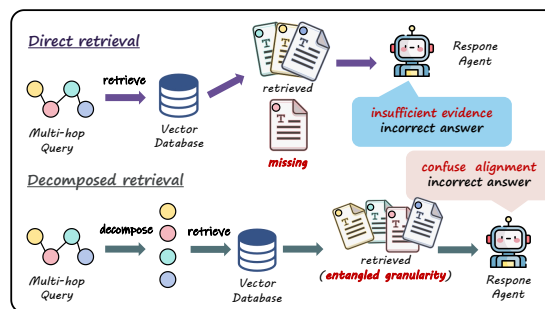 Direct retrieval
retrieve
Multi-hop
Query
Vector
Database
retrieved
missing
Respone
Agent
insufficient evidence
incorrect answer
confuse alignment
incorrect answer
Decomposed retrieval
decompose
retrieve
Multi-hop
Query
Vector
Database
retrieved
(entangled granularity)
Respone
Agent
T
T
T
T
T
T
T
T